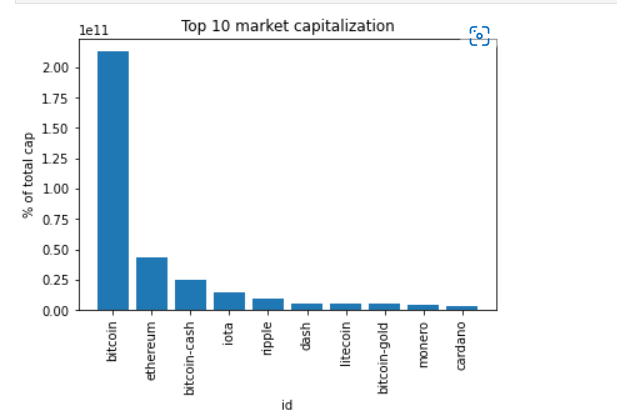 Top 10 market capitalization
1e11
% of total cap
2.00
1.75
1.50
1.25
1.00
0.75
0.50
0.25
0.00
bitcoin
ethereum
bitcoin-cash
iota
ripple
dash
litecoin
bitcoin-gold
monero
cardano
id